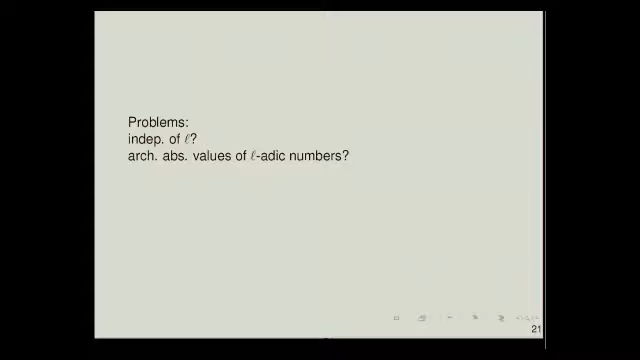 Problems:
indep. of ℓ?
arch. abs. values of ℓ-adic numbers?
21